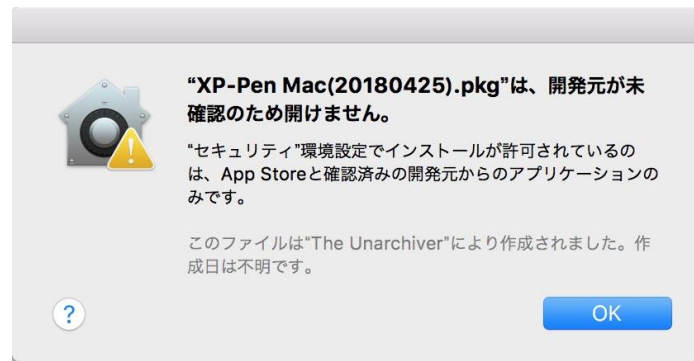 “XP-Pen Mac(20180425).pkg”は、開発元が未
確認のため開けません。
“セキュリティ”環境設定でインストールが許可されているの
は、App Storeと確認済みの開発元からのアプリケーションの
みです。
このファイルは“The Unarchiver”により作成されました。作
成日は不明です。
?
OK